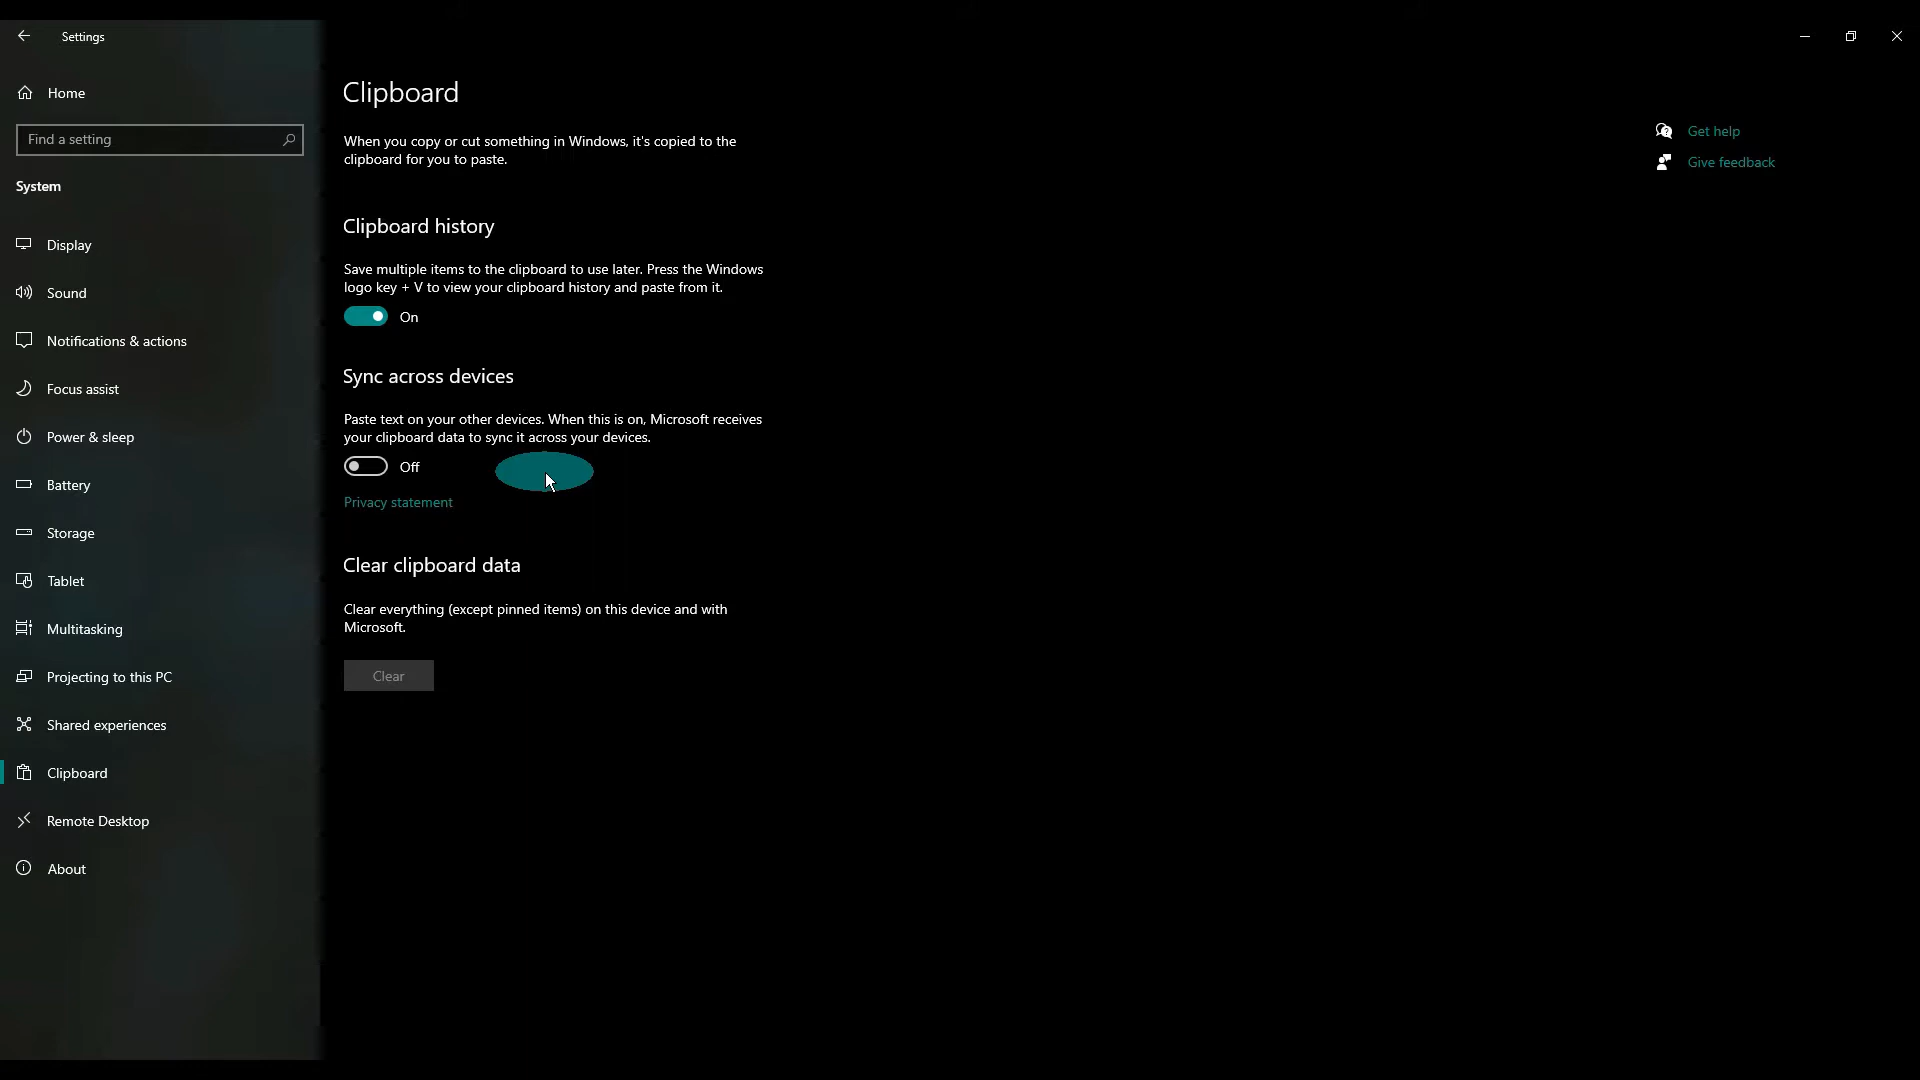 Settings
Home
Find a setting
System
Display
Sound
Notifications & actions
Focus assist
Power & sleep
Battery
Storage
Tablet
Multitasking
Projecting to this PC
Shared experiences
Clipboard
Remote Desktop
About
Clipboard
When you copy or cut something in Windows, it's copied to the
clipboard for you to paste.
Clipboard history
Save multiple items to the clipboard to use later. Press the Windows
logo key + V to view your clipboard history and paste from it.
On
Sync across devices
Paste text on your other devices. When this is on, Microsoft receives
your clipboard data to sync it across your devices.
Off
Privacy statement
Clear clipboard data
Clear everything (except pinned items) on this device and with
Microsoft.
Clear
Get help
Give feedback